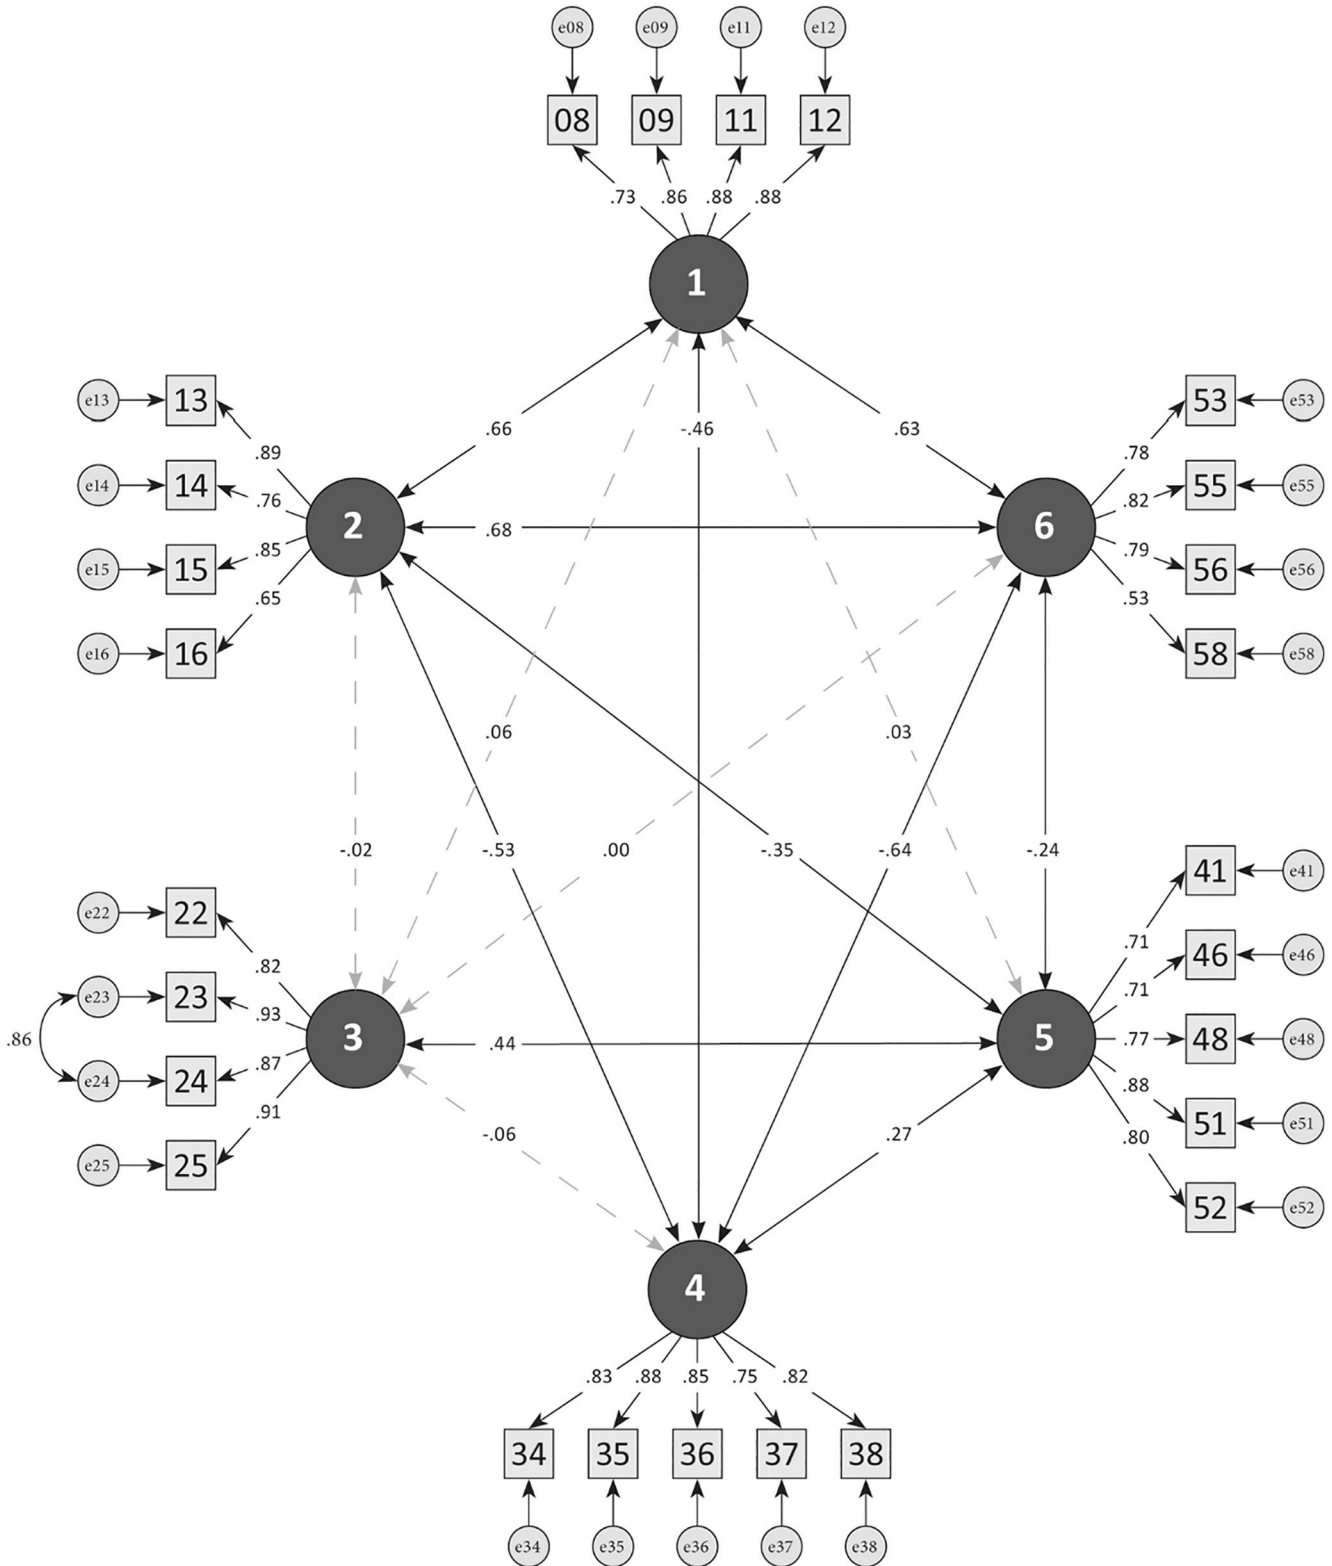 e08 e09 e11 e12
08 09 11 12
.73 .86 .88 .88
1
e13 13 53 e53
.66 -.46 .63
.89 .78
e14 14 .76 .82 55 e55
2 .68 6
e15 15 .85 .79 56 e56
.65 .53
e16 16 58 e58
.06 .03
-.02 -.53 .00 -.35 -.64 -.24
41 e41
e22 22
.71
46 e46
.82
.71
e23 23
.93
.86 3 .44 5 .77 48 e48
.87
e24 24 .88
.91
51 e51
-.06 .27 .80
e25 25
52 e52
4
.83 .88 .85 .75 .82
34 35 36 37 38
e34 e35 e36 e37 e38